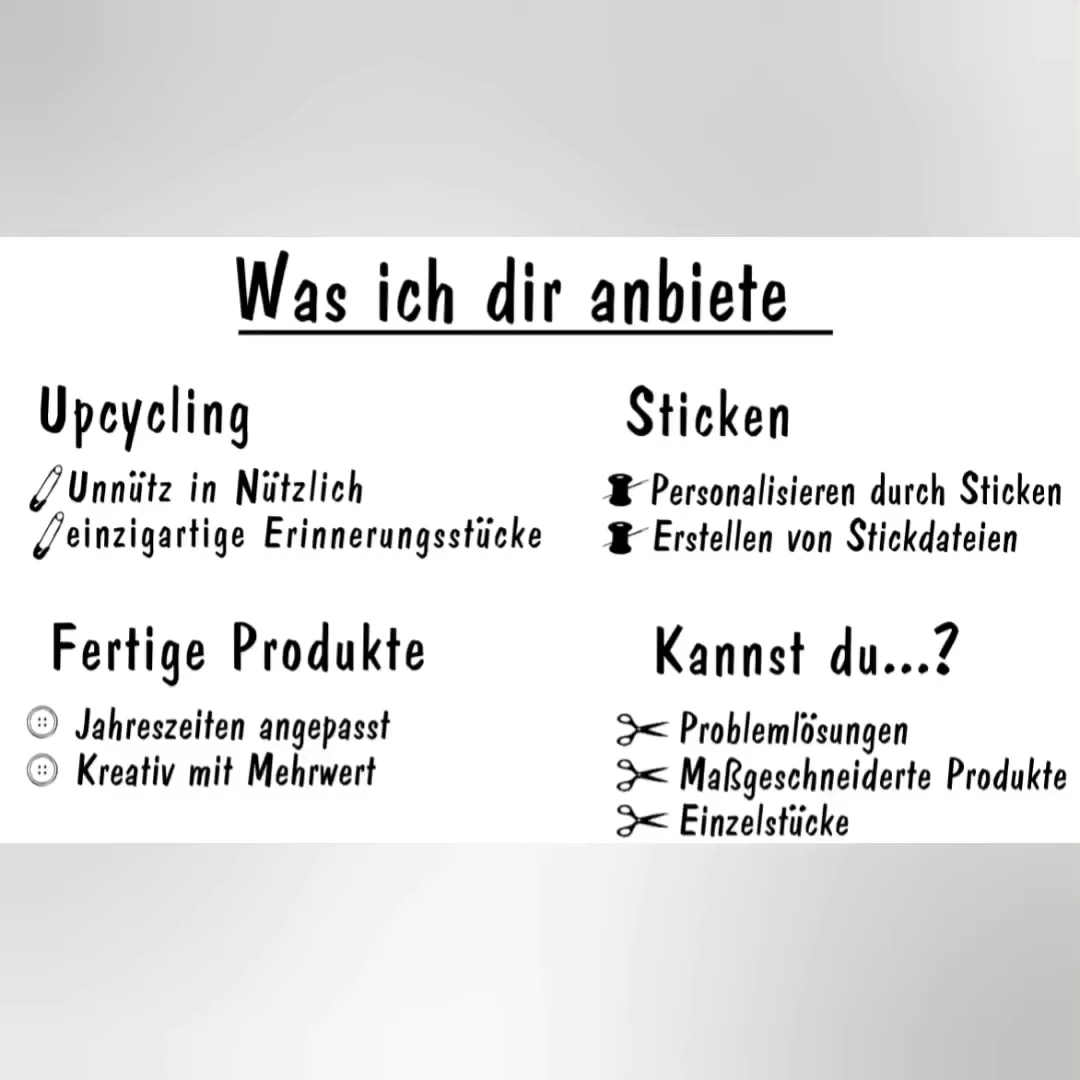 Was ich dir anbiete
Upcycling
Unnütz in Nützlich
einzigartige Erinnerungsstücke
Sticken
Personalisieren durch Sticken
Erstellen von Stickdateien
Fertige Produkte
Jahreszeiten angepasst
Kreativ mit Mehrwert
Kannst du...?
Problemlösungen
Maßgeschneiderte Produkte
Einzelstücke